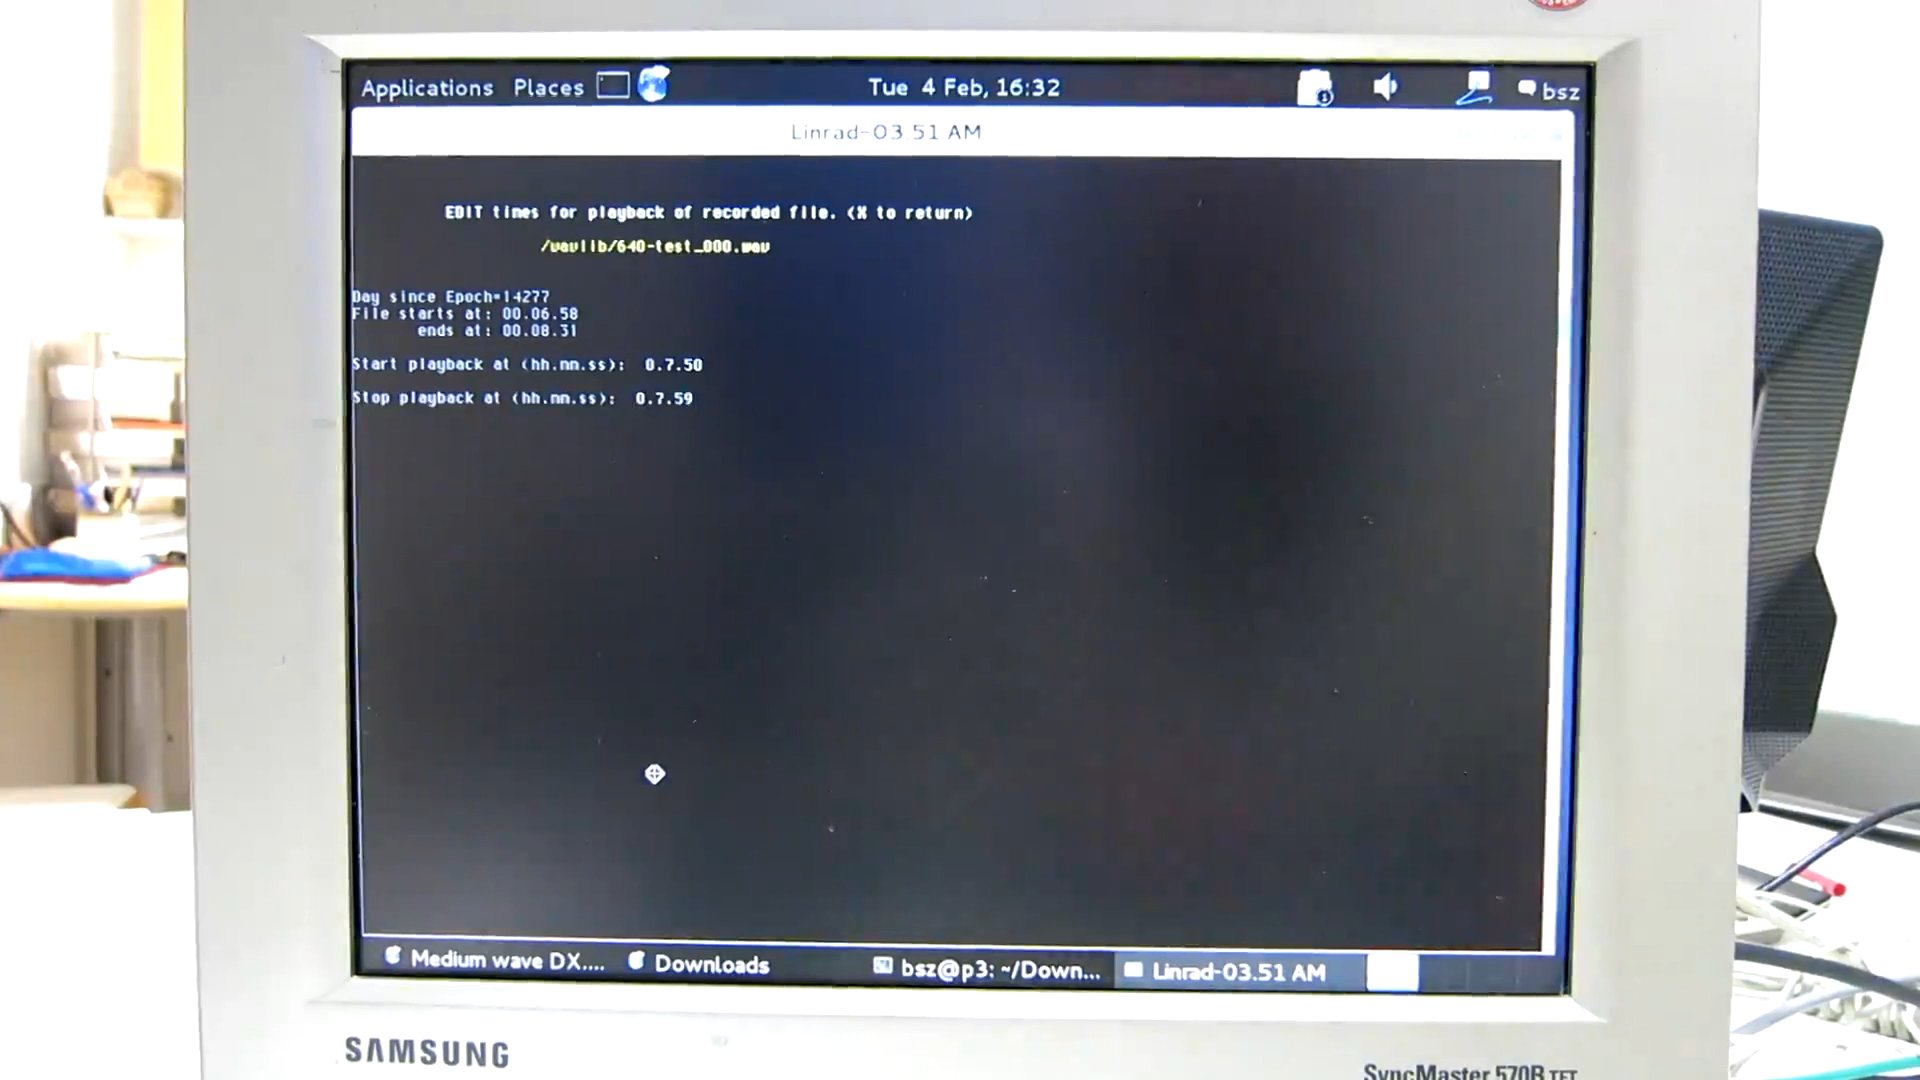 Applications Places Tue 4 Feb, 16:32 bsz
Linrad-03 51 AM
EDIT times for playback of recorded file. (X to return)
/wavlib/640-test_000.wav
Day since Epoch=14277
File starts at: 00.06.58
ends at: 00.08.31
Start playback at (hh.mm.ss): 0.7.50
Stop playback at (hh.mm.ss): 0.7.59
Medium wave DX.... Downloads bsz@p3: ~/Down... Linrad-03.51 AM
SAMSUNG
SyncMaster 570B TFT